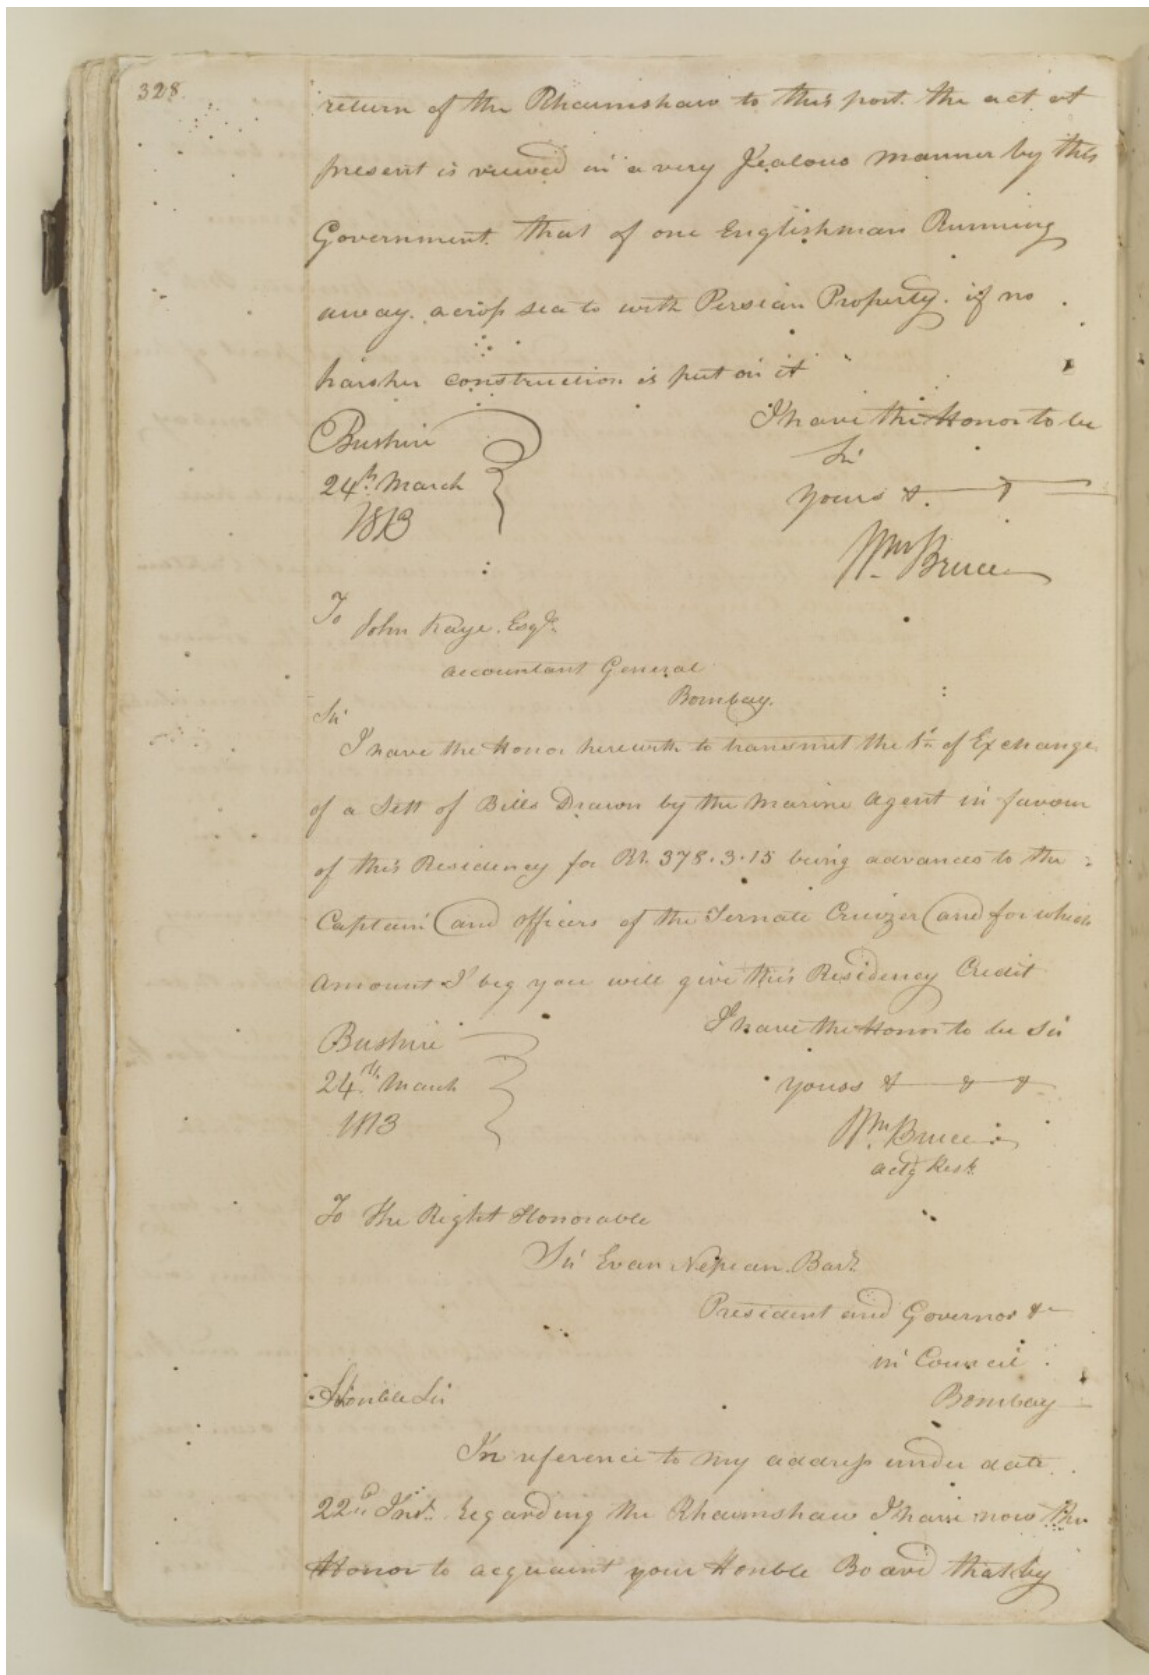 328
return of the Rhaimshaw to this port. the act at
present is viewed in a very Jealous manner by this
Government. that of one Englishman Running
away. across sea to with Persian Property. if no
harsher construction is put on it
I have the Honor to be
Bushire
Sir
24th March
yours &
1813
Wm Bruce
To
John Kaye. Esqr.
accountant General
Bombay.
Sir
I have the Honor herewith to transmit the 1st of Exchange
of a Sett of Bills Drawn by the Marine Agent in favour
of this Residency for Rs. 378.3.15 being advances to the
Captain and officers of the Ternate Cruizer and for which
Amount I beg you will give this Residency Credit
I have the Honor to be Sir
Bushire
24th March
yours & & &
1813
Wm Bruce
actg Rest.
To The Right Honorable
Sir Evan Nepean. Bart.
President and Governor &
in Council
Honble Sir
Bombay
In reference to my address under date
22d Inst. Regarding the Rhaimshaw I have now the
Honor to acquaint your Honble Board that by